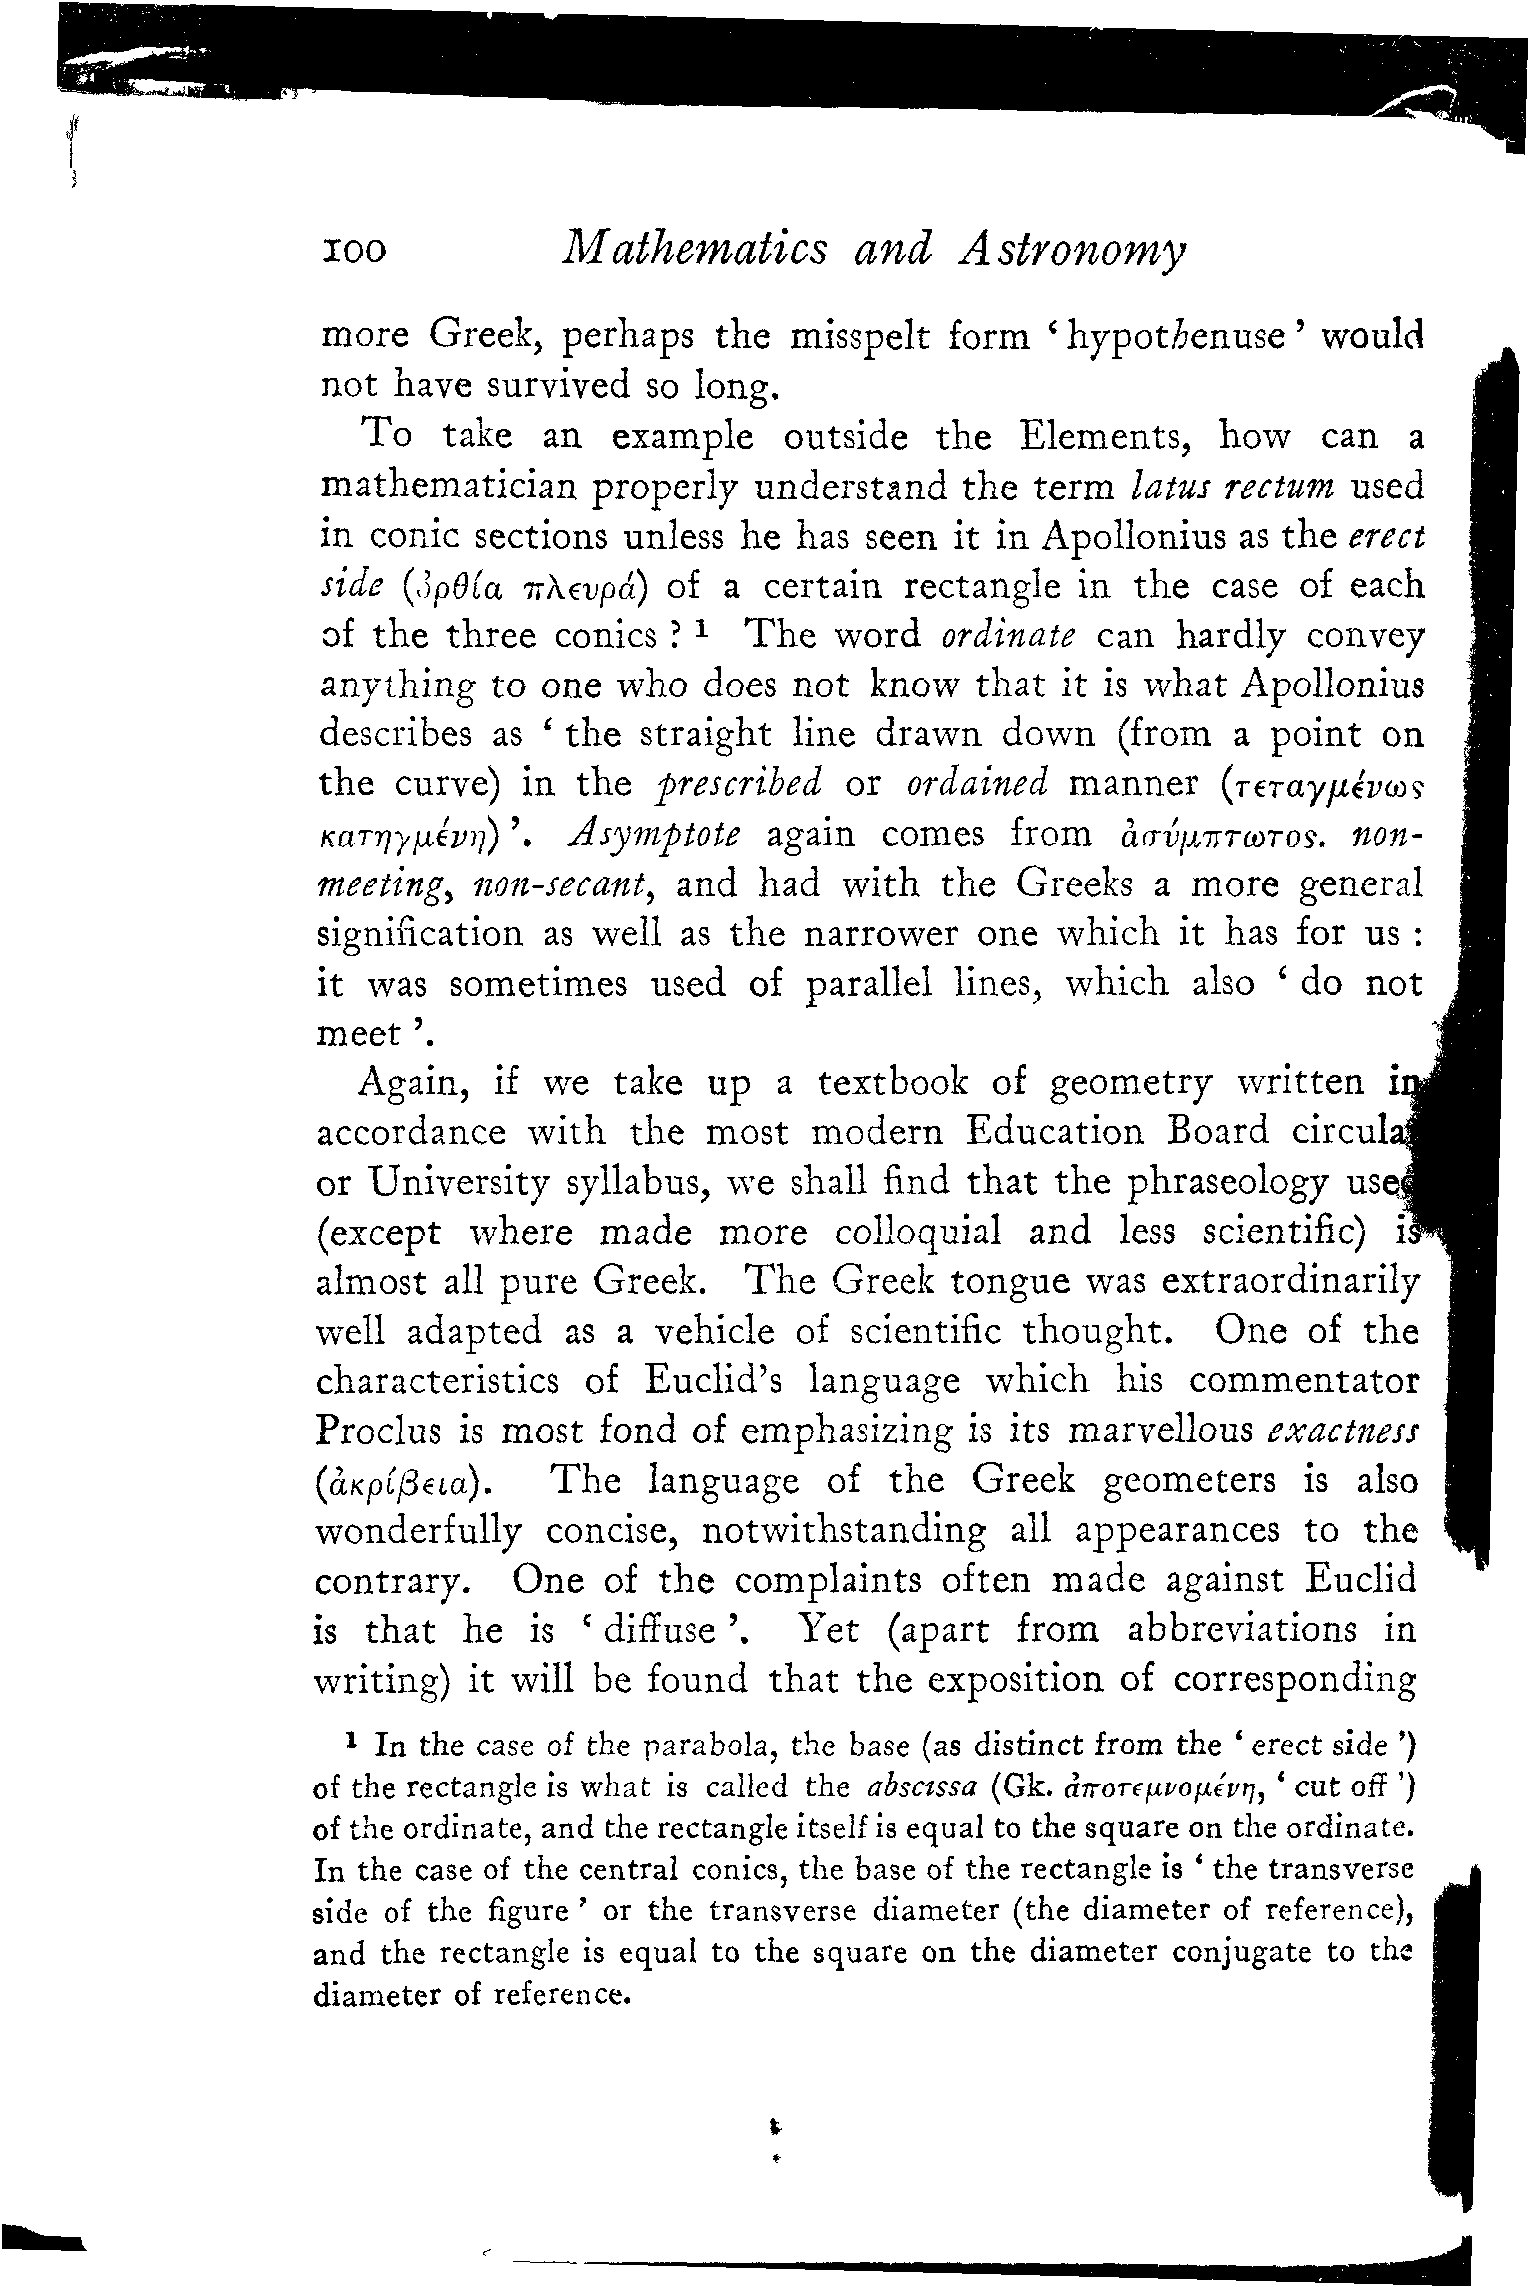 100 Mathematics and Astronomy
more Greek, perhaps the misspelt form ‘ hypothenuse ’ would
not have survived so long.
To take an example outside the Elements, how can a
mathematician properly understand the term latus rectum used
in conic sections unless he has seen it in Apollonius as the erect
side (ὀρθία πλευρά) of a certain rectangle in the case of each
of the three conics ? ¹ The word ordinate can hardly convey
anything to one who does not know that it is what Apollonius
describes as ‘ the straight line drawn down (from a point on
the curve) in the prescribed or ordained manner (τεταγμένως
κατηγμένη) ’. Asymptote again comes from ἀσύμπτωτος. non-
meeting, non-secant, and had with the Greeks a more general
signification as well as the narrower one which it has for us :
it was sometimes used of parallel lines, which also ‘ do not
meet ’.
Again, if we take up a textbook of geometry written in
accordance with the most modern Education Board circular
or University syllabus, we shall find that the phraseology used
(except where made more colloquial and less scientific) is
almost all pure Greek. The Greek tongue was extraordinarily
well adapted as a vehicle of scientific thought. One of the
characteristics of Euclid’s language which his commentator
Proclus is most fond of emphasizing is its marvellous exactness
(ἀκρίβεια). The language of the Greek geometers is also
wonderfully concise, notwithstanding all appearances to the
contrary. One of the complaints often made against Euclid
is that he is ‘ diffuse ’. Yet (apart from abbreviations in
writing) it will be found that the exposition of corresponding
¹ In the case of the parabola, the base (as distinct from the ‘ erect side ’)
of the rectangle is what is called the abscissa (Gk. ἀποτεμνομένη, ‘ cut off ’)
of the ordinate, and the rectangle itself is equal to the square on the ordinate.
In the case of the central conics, the base of the rectangle is ‘ the transverse
side of the figure ’ or the transverse diameter (the diameter of reference),
and the rectangle is equal to the square on the diameter conjugate to the
diameter of reference.